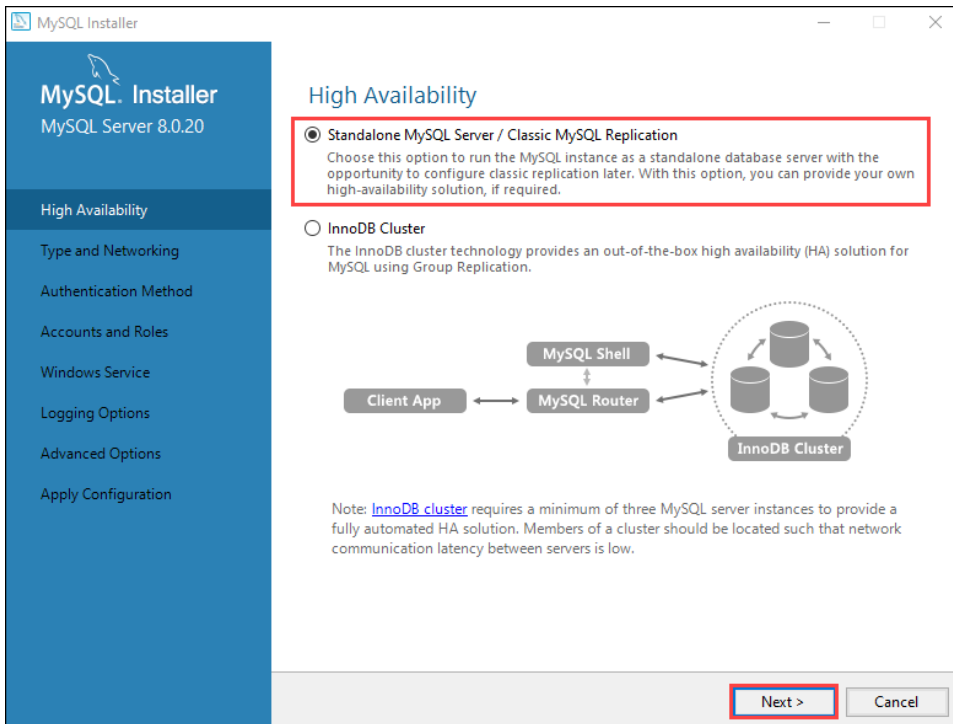 MySQL Installer
MySQL. Installer
MySQL Server 8.0.20
High Availability
Type and Networking
Authentication Method
Accounts and Roles
Windows Service
Logging Options
Advanced Options
Apply Configuration
High Availability
Standalone MySQL Server / Classic MySQL Replication
Choose this option to run the MySQL instance as a standalone database server with the
opportunity to configure classic replication later. With this option, you can provide your own
high-availability solution, if required.
InnoDB Cluster
The InnoDB cluster technology provides an out-of-the-box high availability (HA) solution for
MySQL using Group Replication.
MySQL Shell
Client App
MySQL Router
InnoDB Cluster
Note: InnoDB cluster requires a minimum of three MySQL server instances to provide a
fully automated HA solution. Members of a cluster should be located such that network
communication latency between servers is low.
Next >
Cancel